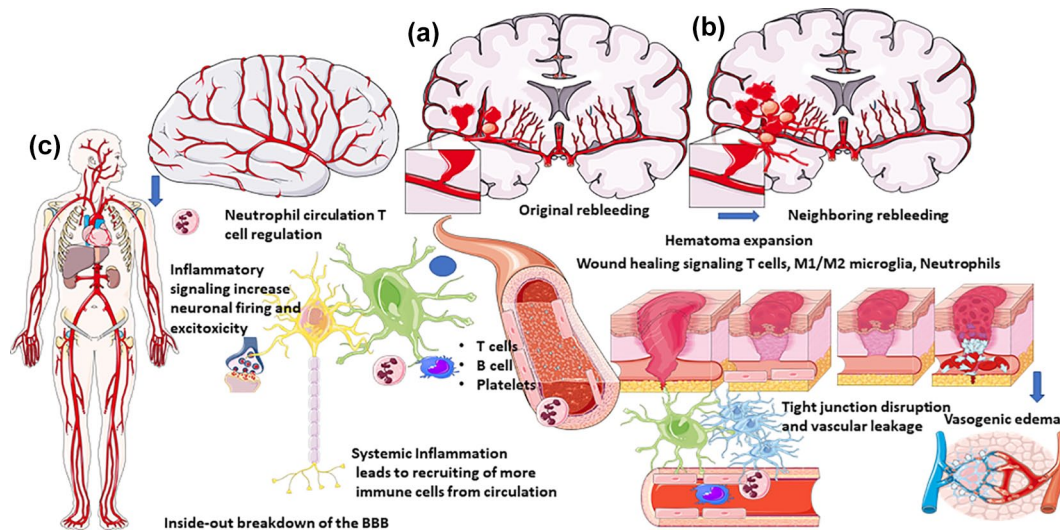 (a)
(b)
(c)
Original rebleeding
Neighboring rebleeding
Neutrophil circulation T
cell regulation
Hematoma expansion
Wound healing signaling T cells, M1/M2 microglia, Neutrophils
Inflammatory
signaling increase
neuronal firing and
excitoxicity
• T cells
• B cell
• Platelets
Tight junction disruption
and vascular leakage
Vasogenic edema
Systemic Inflammation
leads to recruiting of more
immune cells from circulation
Inside-out breakdown of the BBB